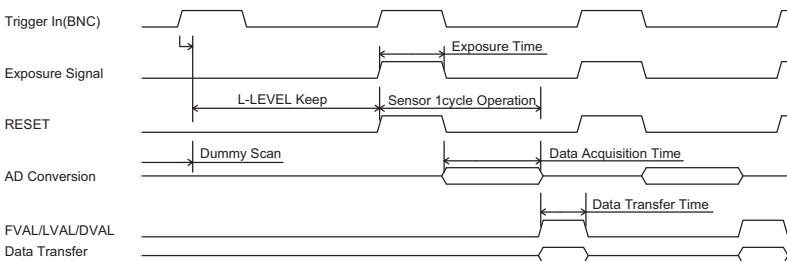 Trigger In(BNC)
Exposure Time
Exposure Signal
L-LEVEL Keep
Sensor 1cycle Operation
RESET
Dummy Scan
Data Acquisition Time
AD Conversion
Data Transfer Time
FVAL/LVAL/DVAL
Data Transfer